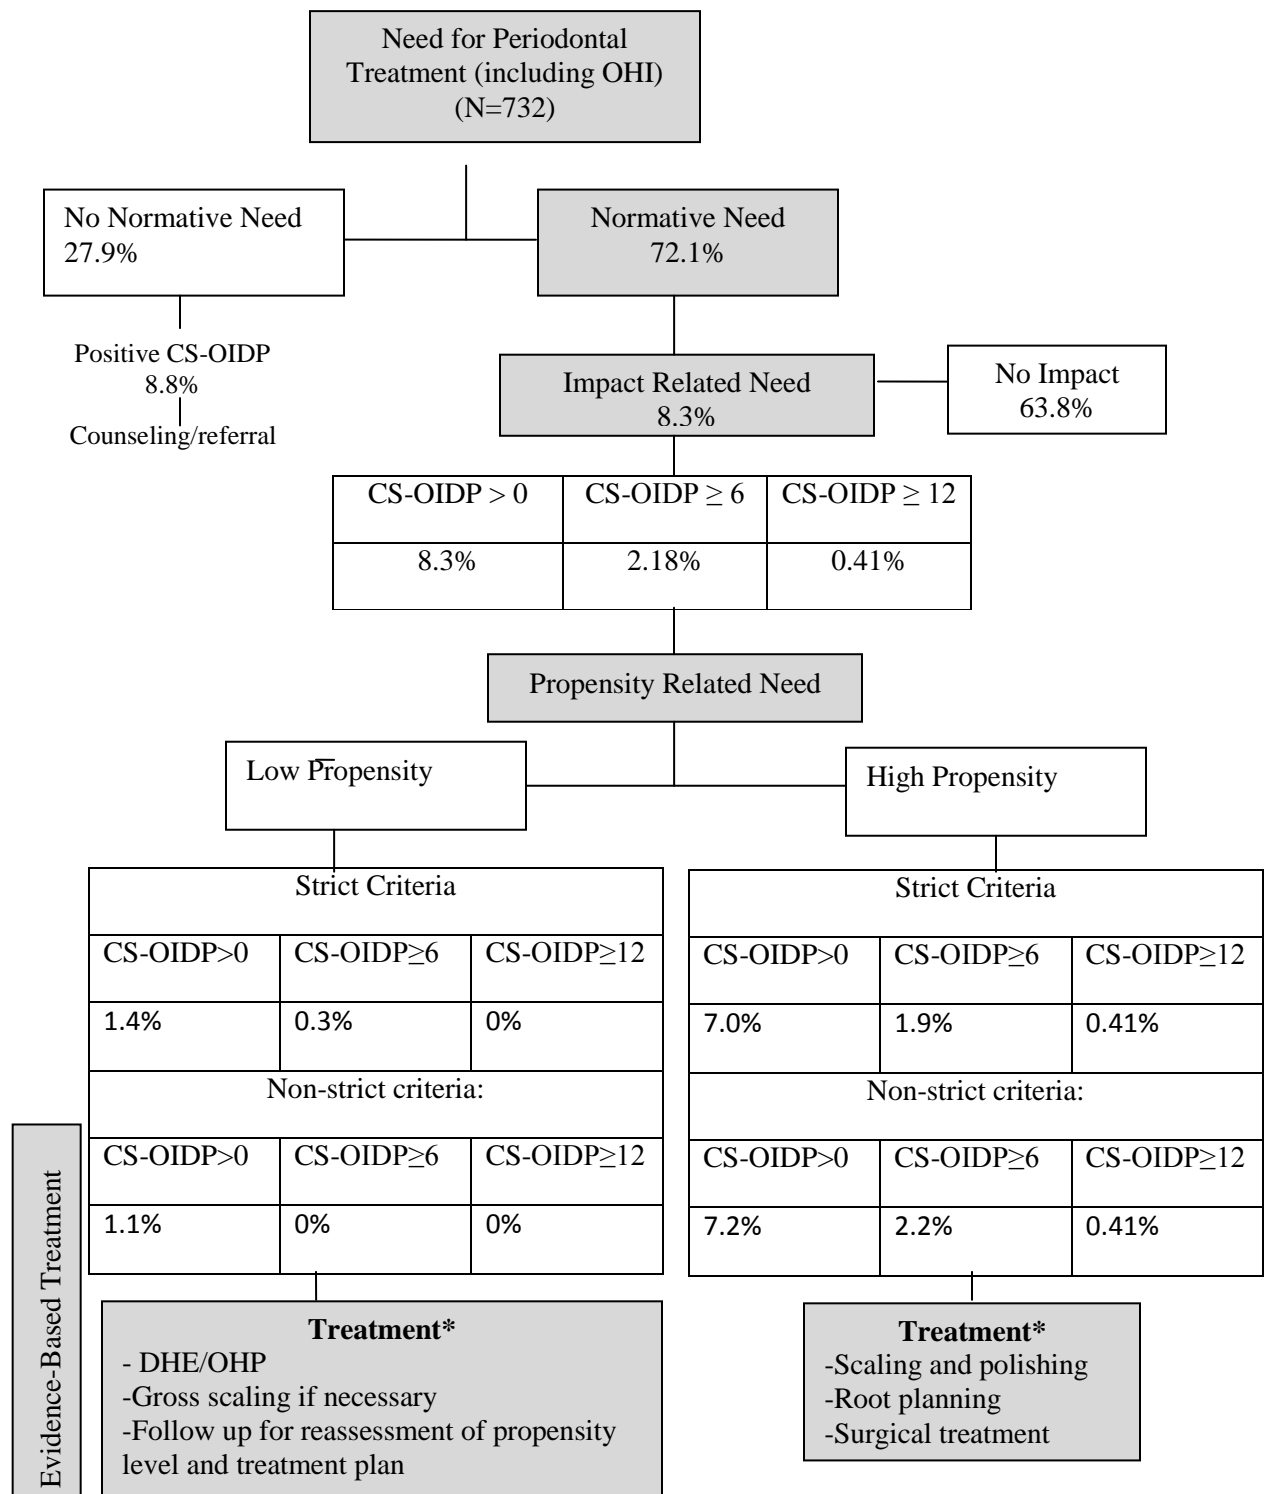 Need for Periodontal
Treatment (including OHI)
(N=732)
No Normative Need
27.9%
Normative Need
72.1%
Positive CS-OIDP
8.8%
Counseling/referral
Impact Related Need
8.3%
No Impact
63.8%
CS-OIDP > 0 CS-OIDP ≥ 6 CS-OIDP ≥ 12
8.3% 2.18% 0.41%
Propensity Related Need
Low Propensity
High Propensity
Strict Criteria
CS-OIDP>0 CS-OIDP≥6 CS-OIDP≥12
1.4% 0.3% 0%
Non-strict criteria:
CS-OIDP>0 CS-OIDP≥6 CS-OIDP≥12
1.1% 0% 0%
Strict Criteria
CS-OIDP>0 CS-OIDP≥6 CS-OIDP≥12
7.0% 1.9% 0.41%
Non-strict criteria:
CS-OIDP>0 CS-OIDP≥6 CS-OIDP≥12
7.2% 2.2% 0.41%
Evidence-Based Treatment
Treatment*
- DHE/OHP
-Gross scaling if necessary
-Follow up for reassessment of propensity
level and treatment plan
Treatment*
-Scaling and polishing
-Root planning
-Surgical treatment